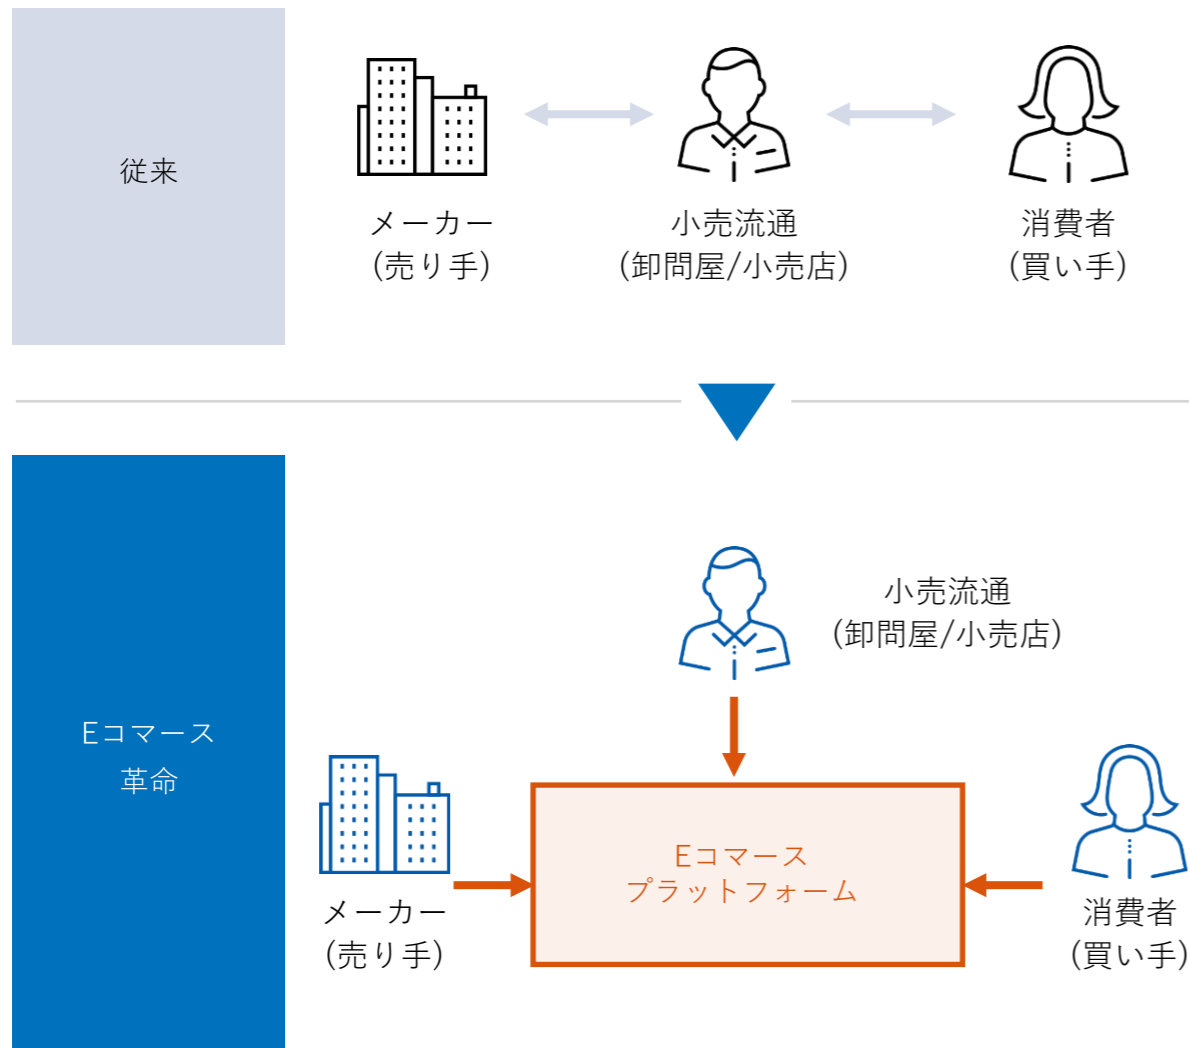 従来
メーカー
(売り手)
小売流通
(卸問屋/小売店)
消費者
(買い手)
Eコマース
革命
小売流通
(卸問屋/小売店)
メーカー
(売り手)
Eコマース
プラットフォーム
消費者
(買い手)